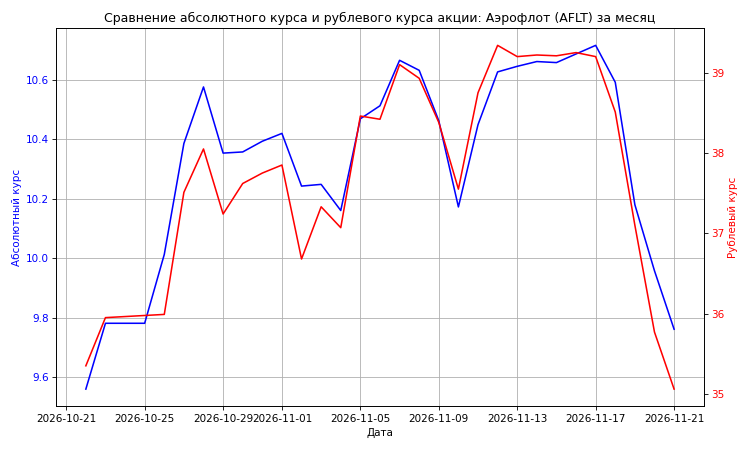 Сравнение абсолютного курса и рублевого курса акции: Аэрофлот (AFLT) за месяц
Абсолютный курс
10.6
10.4
10.2
10.0
9.8
9.6
39
38
37
36
35
Рублевый курс
2026-10-21 2026-10-25 2026-10-29 2026-11-01 2026-11-05 2026-11-09 2026-11-13 2026-11-17 2026-11-21
Дата